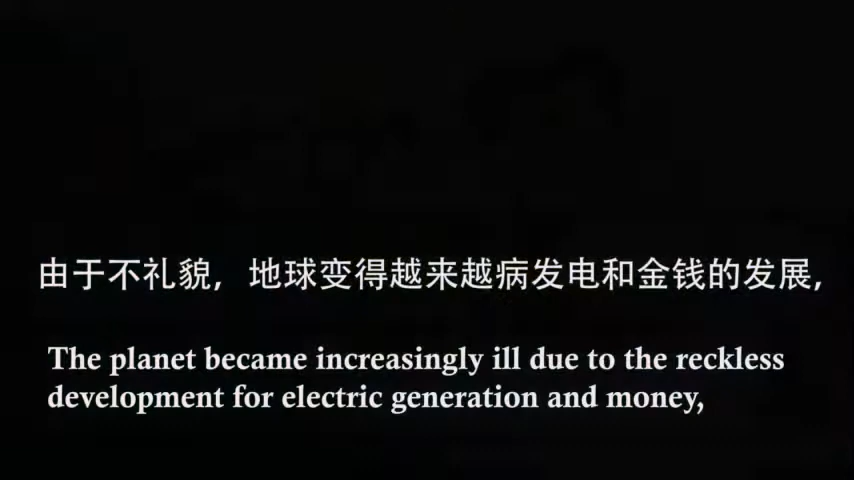 由于不礼貌，地球变得越来越病发电和金钱的发展,
The planet became increasingly ill due to the reckless
development for electric generation and money,